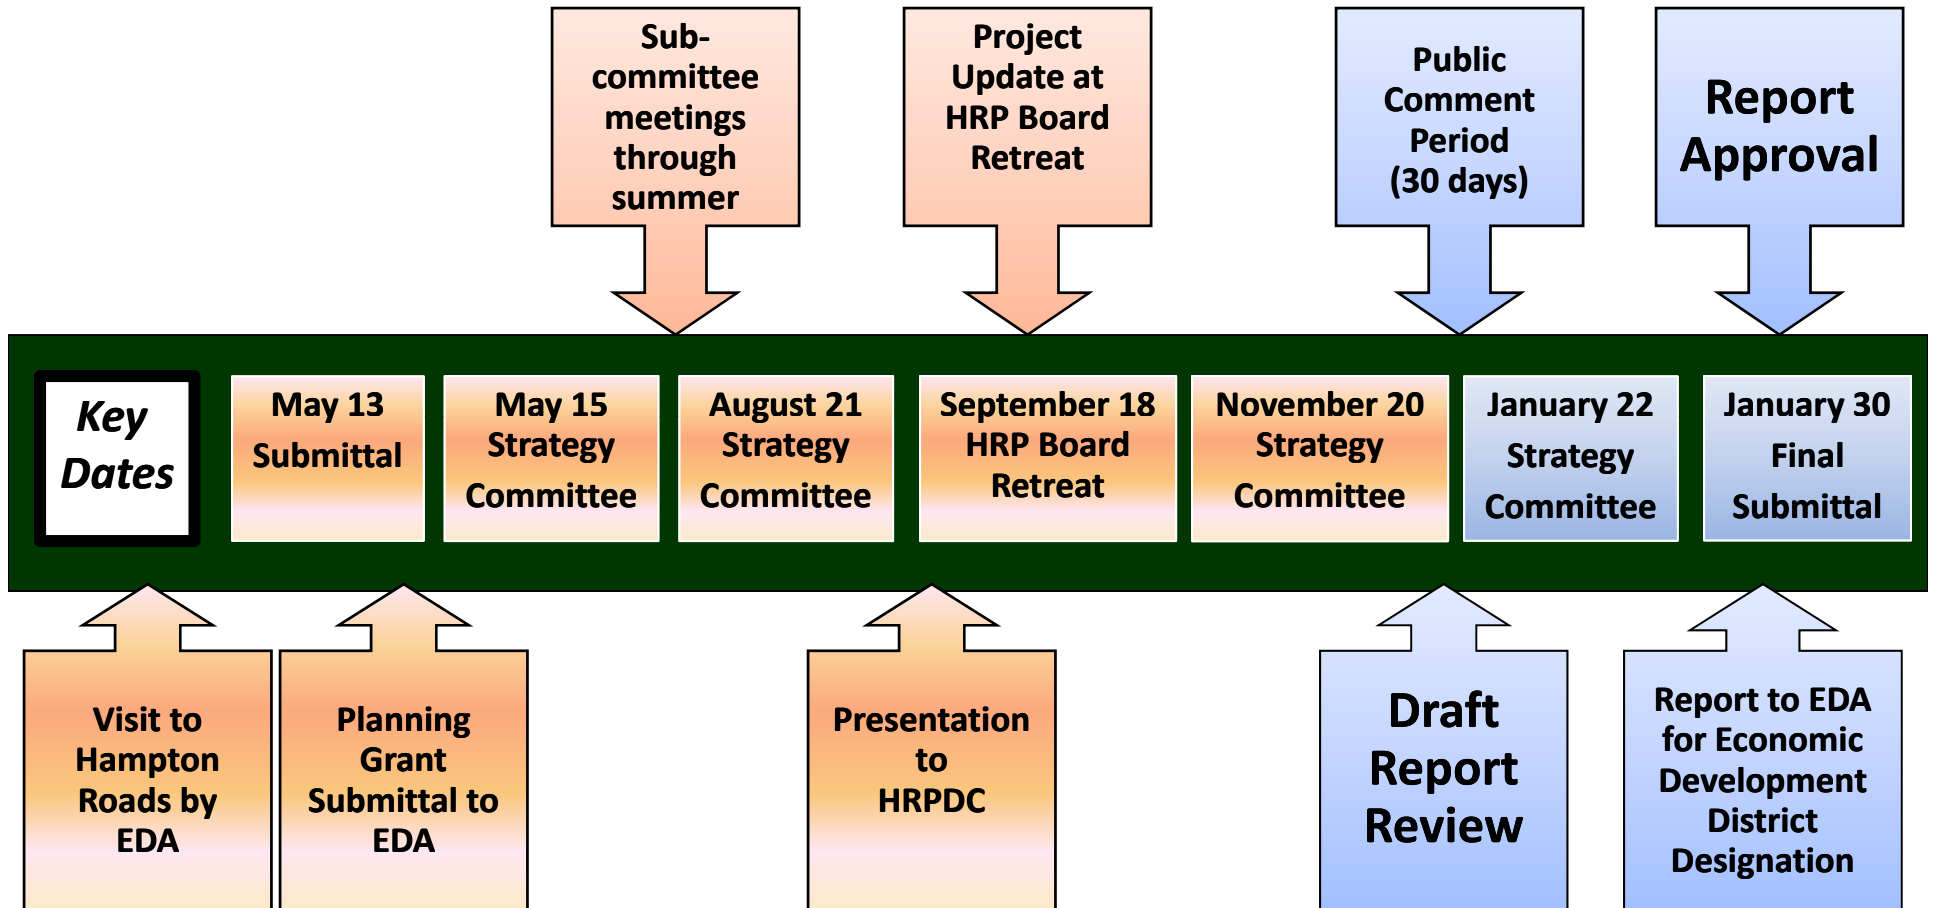 Sub-
committee
meetings
through
summer
Project
Update at
HRP Board
Retreat
Public
Comment
Period
(30 days)
Report
Approval
Key
Dates
May 13
Submittal
May 15
Strategy
Committee
August 21
Strategy
Committee
September 18
HRP Board
Retreat
November 20
Strategy
Committee
January 22
Strategy
Committee
January 30
Final
Submittal
Visit to
Hampton
Roads by
EDA
Planning
Grant
Submittal to
EDA
Presentation
to
HRPDC
Draft
Report
Review
Report to EDA
for Economic
Development
District
Designation